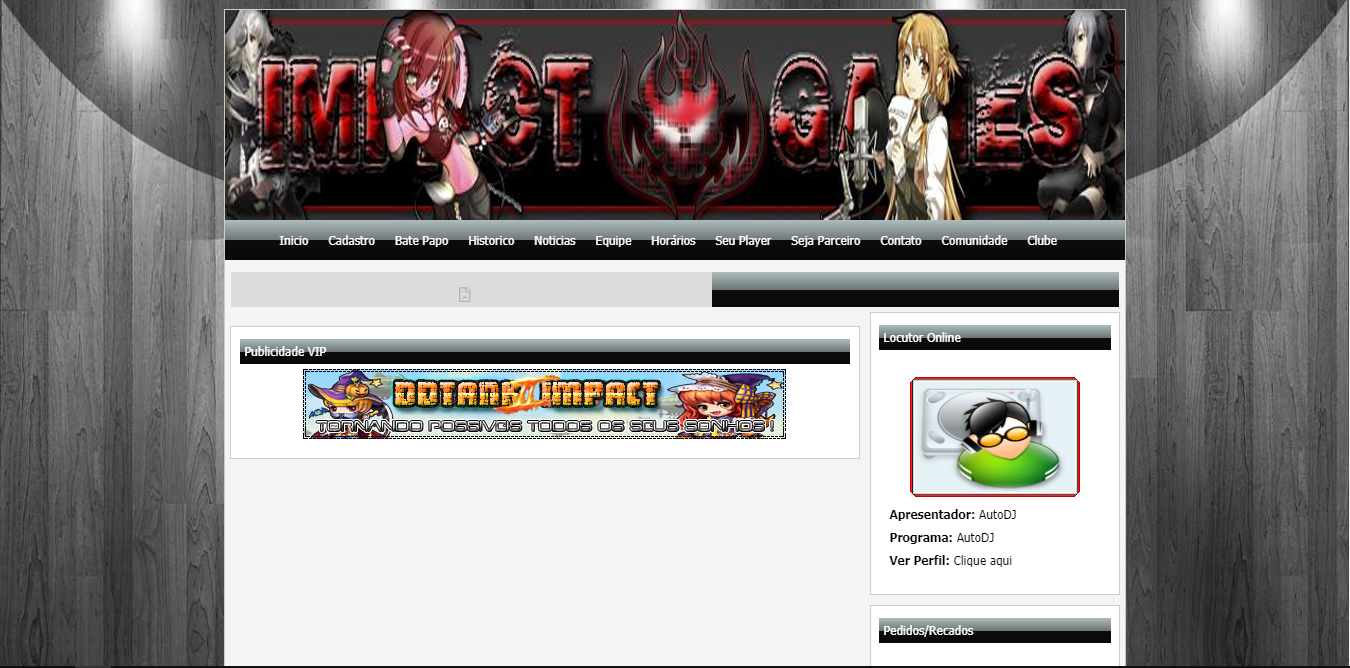 IMPACT GAMES
Inicio Cadastro Bate Papo Historico Noticias Equipe Horários Seu Player Seja Parceiro Contato Comunidade Clube
Publicidade VIP
DDTANK II IMPACT
TORNANDO POSSIVEIS TODOS OS SEUS SONHOS !
Locutor Online
Apresentador: AutoDJ
Programa: AutoDJ
Ver Perfil: Clique aqui
Pedidos/Recados